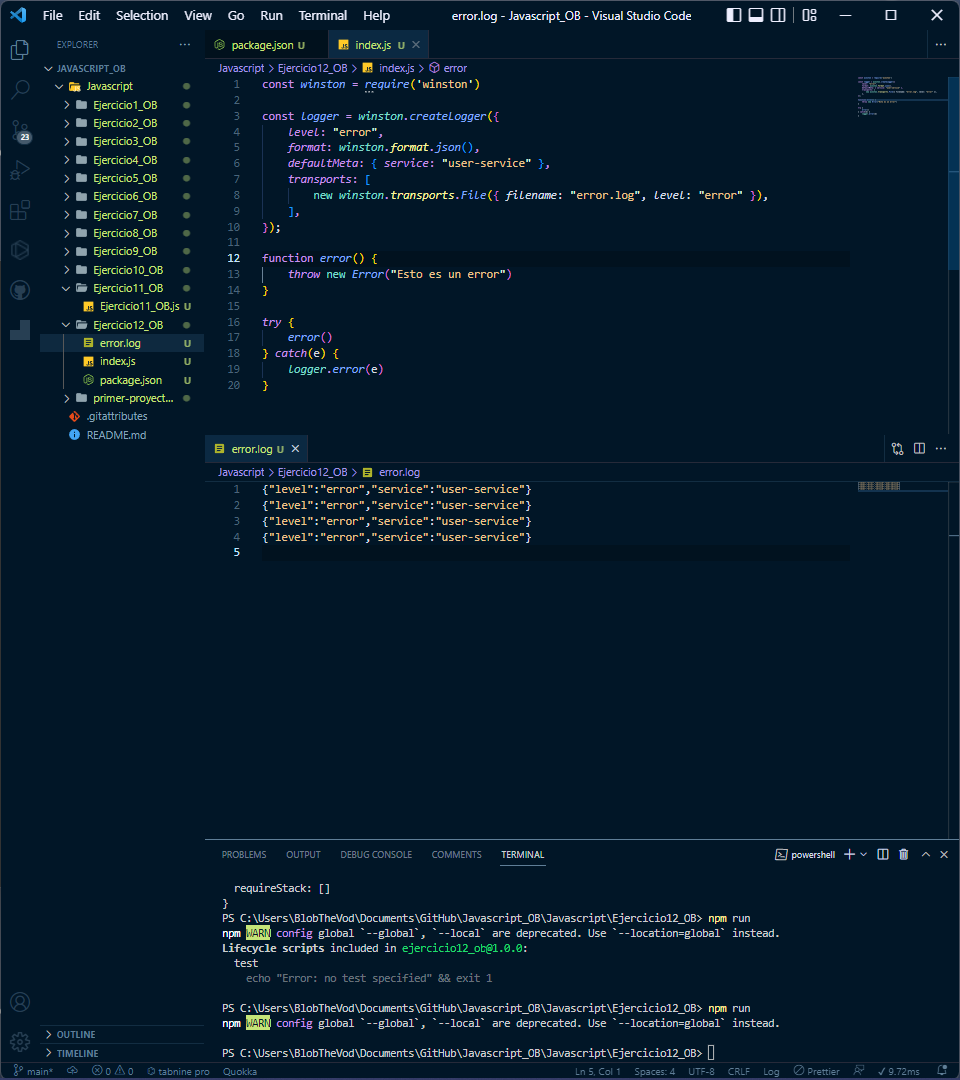 File Edit Selection View Go Run Terminal Help error.log - Javascript_OB - Visual Studio Code
EXPLORER
package.json U index.js U
JAVASCRIPT_OB
Javascript
Ejercicio1_OB
Ejercicio2_OB
Ejercicio3_OB
Ejercicio4_OB
Ejercicio5_OB
Ejercicio6_OB
Ejercicio7_OB
Ejercicio8_OB
Ejercicio9_OB
Ejercicio10_OB
Ejercicio11_OB
Ejercicio11_OB.js U
Ejercicio12_OB
error.log U
index.js U
package.json U
primer-proyect...
.gitattributes
README.md
23
Javascript > Ejercicio12_OB > index.js > error
1 const winston = require('winston')
2
3 const logger = winston.createLogger({
4 level: "error",
5 format: winston.format.json(),
6 defaultMeta: { service: "user-service" },
7 transports: [
8 new winston.transports.File({ filename: "error.log", level: "error" }),
9 ],
10 });
11
12 function error() {
13 throw new Error("Esto es un error")
14 }
15
16 try {
17 error()
18 } catch(e) {
19 logger.error(e)
20 }
error.log U
Javascript > Ejercicio12_OB > error.log
1 {"level":"error","service":"user-service"}
2 {"level":"error","service":"user-service"}
3 {"level":"error","service":"user-service"}
4 {"level":"error","service":"user-service"}
5
PROBLEMS OUTPUT DEBUG CONSOLE COMMENTS TERMINAL powershell
requireStack: []
}
PS C:\Users\BlobTheVod\Documents\GitHub\Javascript_OB\Javascript\Ejercicio12_OB> npm run
npm WARN config global `--global`, `--local` are deprecated. Use `--location=global` instead.
Lifecycle scripts included in ejercicio12_ob@1.0.0:
test
echo "Error: no test specified" && exit 1
PS C:\Users\BlobTheVod\Documents\GitHub\Javascript_OB\Javascript\Ejercicio12_OB> npm run
npm WARN config global `--global`, `--local` are deprecated. Use `--location=global` instead.
PS C:\Users\BlobTheVod\Documents\GitHub\Javascript_OB\Javascript\Ejercicio12_OB>
OUTLINE
TIMELINE
main* 0 0 tabnine pro Quokka Ln 5, Col 1 Spaces: 4 UTF-8 CRLF Log Prettier 9.72ms